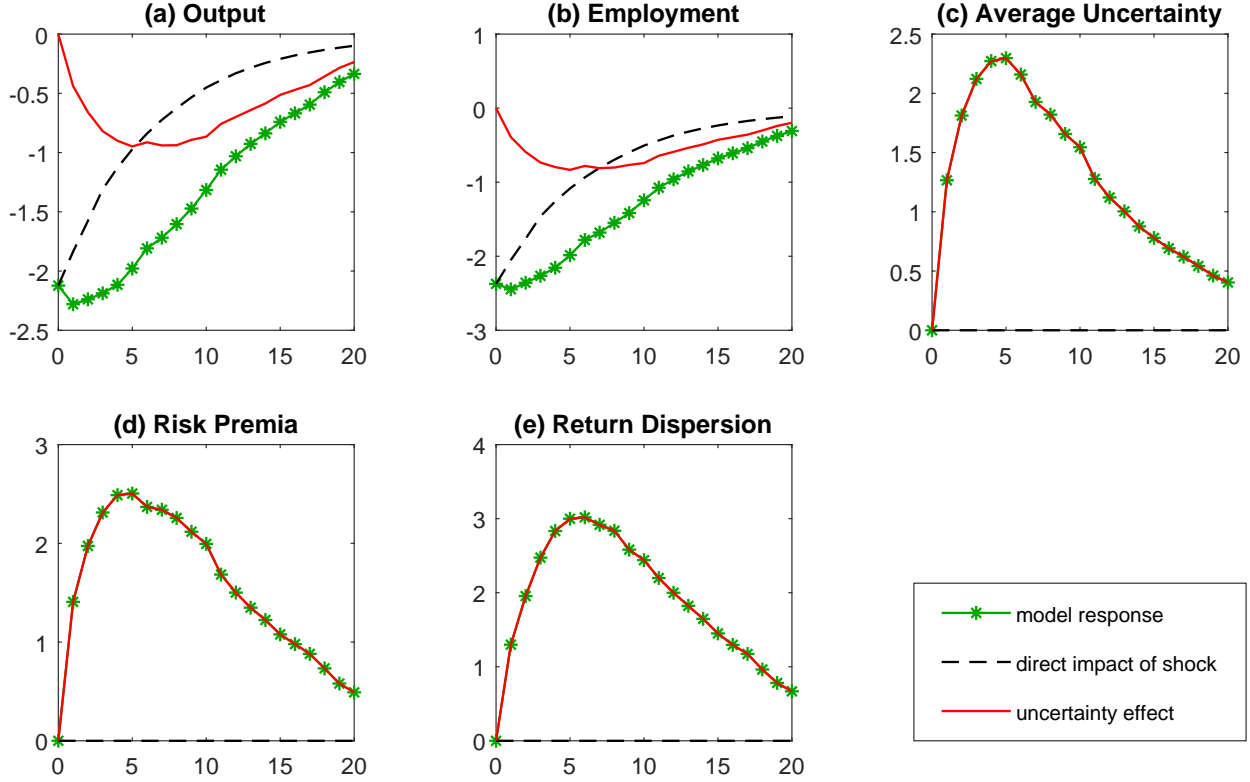 (a) Output
0
-0.5
-1
-1.5
-2
-2.5
0 5 10 15 20
(b) Employment
1
0
-1
-2
-3
0 5 10 15 20
(c) Average Uncertainty
2.5
2
1.5
1
0.5
0
0 5 10 15 20
(d) Risk Premia
3
2
1
0
0 5 10 15 20
(e) Return Dispersion
4
3
2
1
0
0 5 10 15 20
model response
direct impact of shock
uncertainty effect